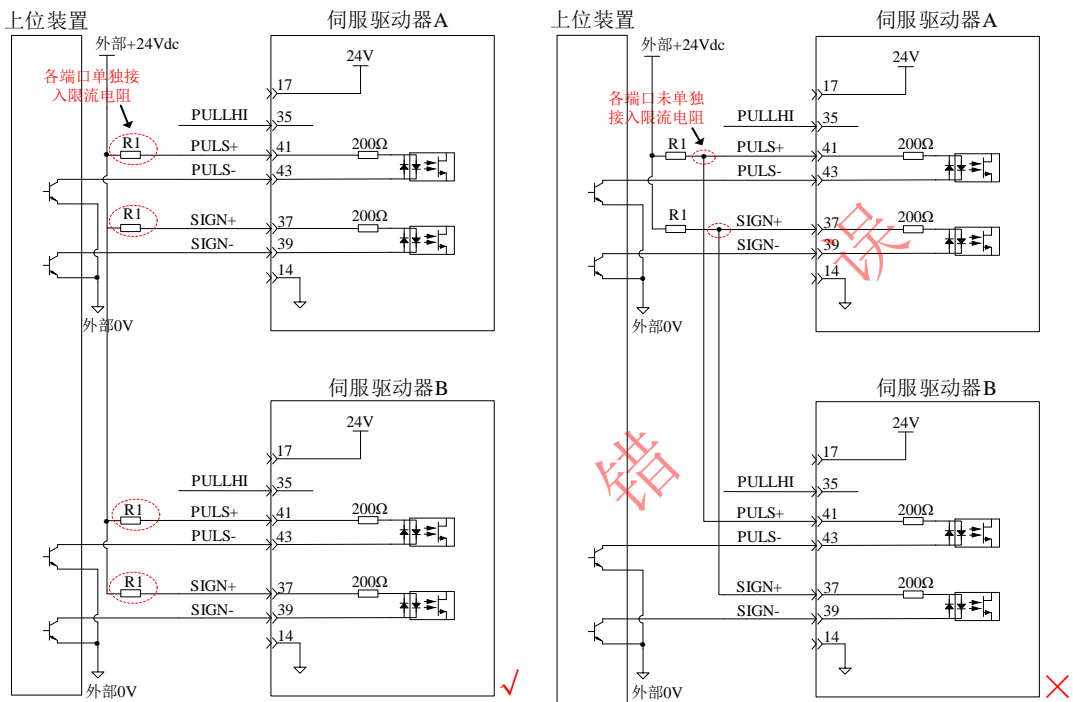 上位装置
伺服驱动器A
外部+24Vdc
24V
各端口单独接
入限流电阻
17
PULLHI
35
R1
PULS+
41
200Ω
PULS-
43
R1
SIGN+
37
200Ω
SIGN-
39
14
外部0V
伺服驱动器B
24V
17
PULLHI
35
R1
PULS+
41
200Ω
PULS-
43
R1
SIGN+
37
200Ω
SIGN-
39
14
外部0V
√
上位装置
伺服驱动器A
外部+24Vdc
24V
各端口未单独
接入限流电阻
17
PULLHI
35
R1
PULS+
41
200Ω
PULS-
43
R1
SIGN+
37
200Ω
SIGN-
39
14
外部0V
错误
伺服驱动器B
24V
17
PULLHI
35
PULS+
41
200Ω
PULS-
43
SIGN+
37
200Ω
SIGN-
39
14
外部0V
×